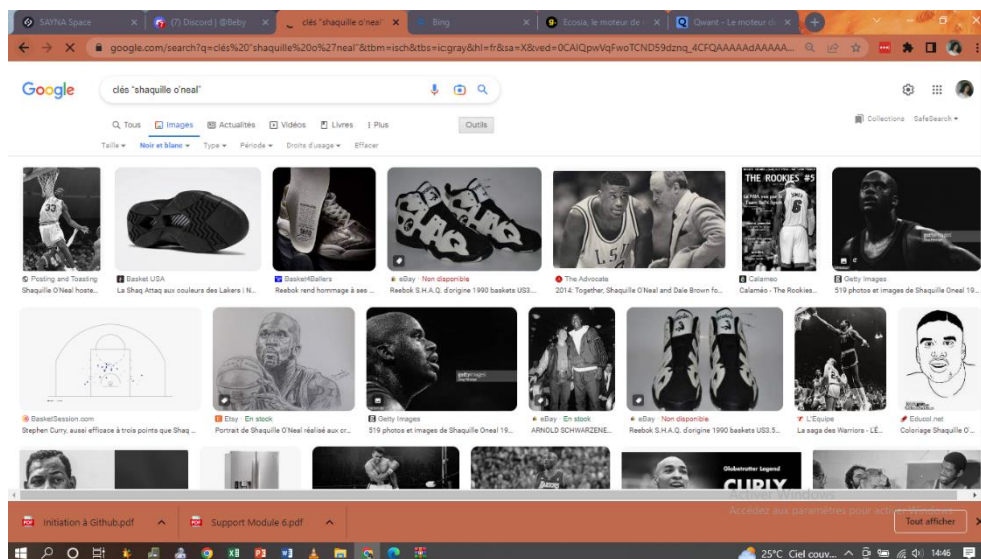 SAYNA Space
(7) Discord | @Beby
clés "shaquille o'neal"
Bing
Ecosia, le moteur de
Qwant - Le moteur d
google.com/search?q=clés%20"shaquille%20o%27neal"&tbm=isch&tbs=ic:gray&hl=fr&sa=X&ved=0CAIQpwVqFwoTCND59dznq_4CFQAAAAAdAAAAA...
Google
clés "shaquille o'neal"
Tous Images Actualités Vidéos Livres Plus Outils
Collections SafeSearch
Taille Noir et blanc Type Période Droits d'usage Effacer
33
SHAQ
LSU
THE ROOKIES #5
6
gettyimages
Posting and Toasting
Shaquille O'Neal hoste...
Basket USA
La Shaq Attaq aux couleurs des Lakers | N...
Basket4Ballers
Reebok rend hommage à ses ...
eBay · Non disponible
Reebok S.H.A.Q. d'origine 1990 baskets US3...
The Advocate
2014: Together, Shaquille O'Neal and Dale Brown fo...
Calameo
Calaméo - The Rookies...
Getty Images
519 photos et images de Shaquille Oneal 19...
gettyimages
BasketSession.com
Stephen Curry, aussi efficace à trois points que Shaq ...
Etsy · En stock
Portrait de Shaquille O'Neal réalisé aux cr...
Getty Images
519 photos et images de Shaquille Oneal 19...
eBay · En stock
ARNOLD SCHWARZENE...
eBay · Non disponible
Reebok S.H.A.Q. d'origine 1990 baskets US3.5...
L'Équipe
La saga des Warriors - L'É...
Educol.net
Coloriage Shaquille O'...
Globetrotter Legend
CURLY
Activer Windows
Accédez aux paramètres pour activer Windows.
Initiation à Github.pdf
Support Module 6.pdf
Tout afficher
25°C Ciel couv...
14:46